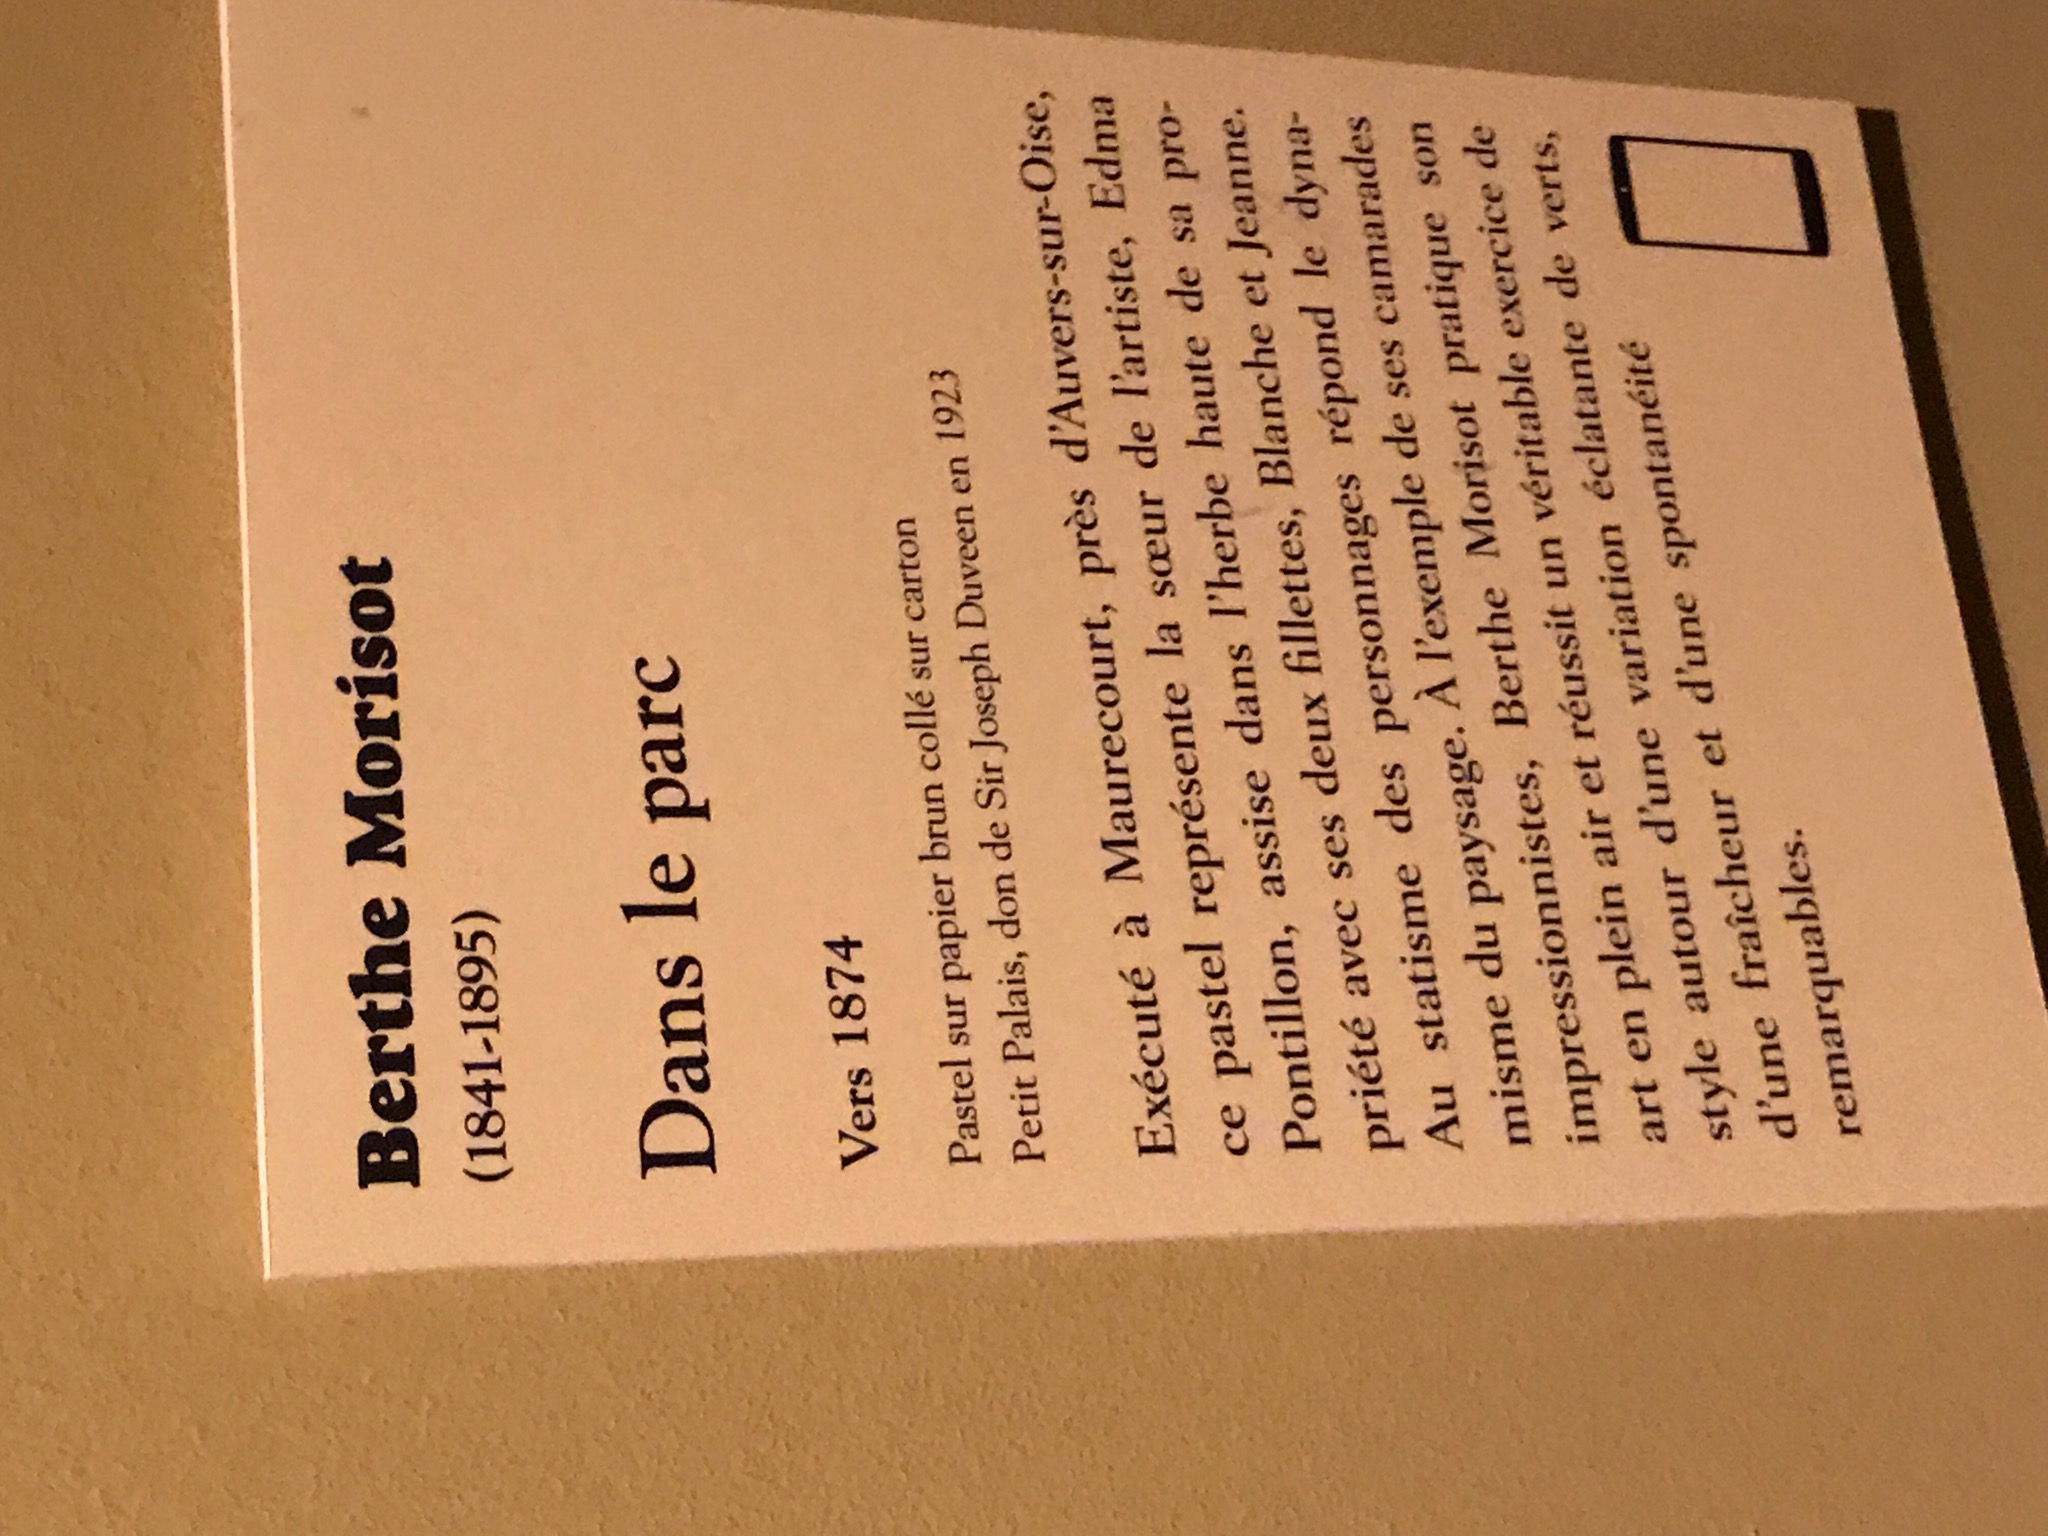 Berthe Morisot
(1841-1895)
Dans le parc
Vers 1874
Pastel sur papier brun collé sur carton
Petit Palais, don de Sir Joseph Duveen en 1923
Exécuté à Maurecourt, près d'Auvers-sur-Oise,
ce pastel représente la sœur de l'artiste, Edma
Pontillon, assise dans l'herbe haute de sa pro-
priété avec ses deux fillettes, Blanche et Jeanne.
Au statisme des personnages répond le dyna-
misme du paysage. À l'exemple de ses camarades
impressionnistes, Berthe Morisot pratique son
art en plein air et réussit un véritable exercice de
style autour d'une variation éclatante de verts,
d'une fraîcheur et d'une spontanéité
remarquables.